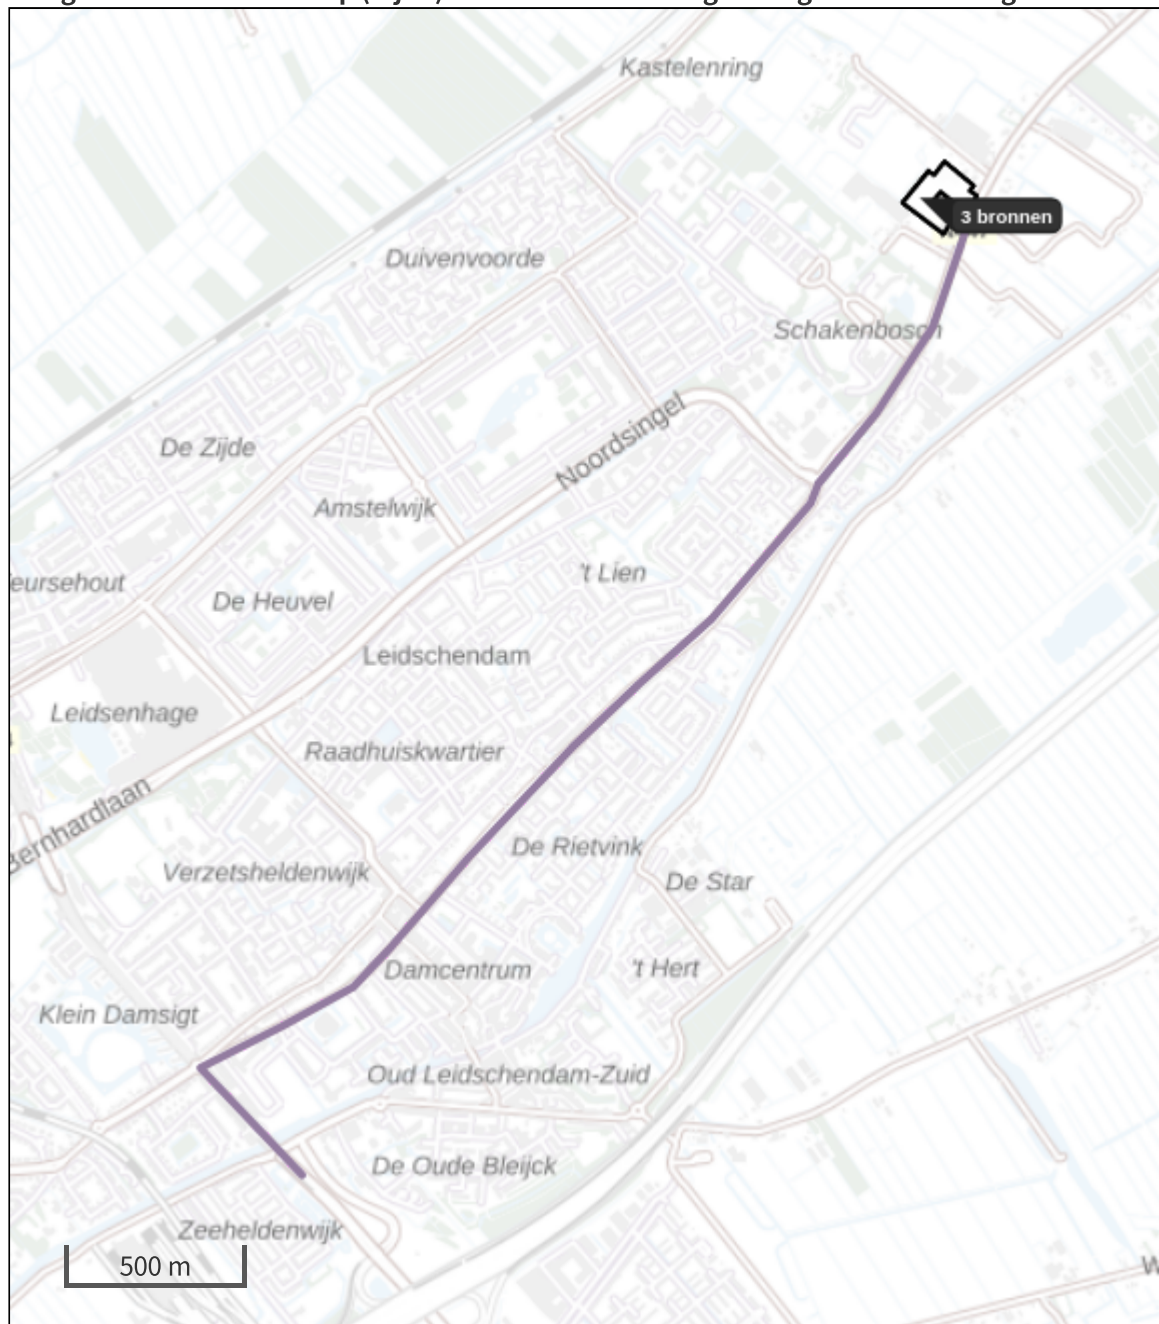 Kastelenring
3 bronnen
Duivenvoorde
Schakenbosch
Noordsingel
De Zijde
Amstelwijk
't Lien
eursehout
De Heuvel
Leidschendam
Leidsenhage
Raadhuiskwartier
Bernhardlaan
De Rietvink
Verzetsheldenwijk
De Star
Damcentrum
't Hert
Klein Damsigt
Oud Leidschendam-Zuid
De Oude Bleijck
Zeeheldenwijk
500 m
W